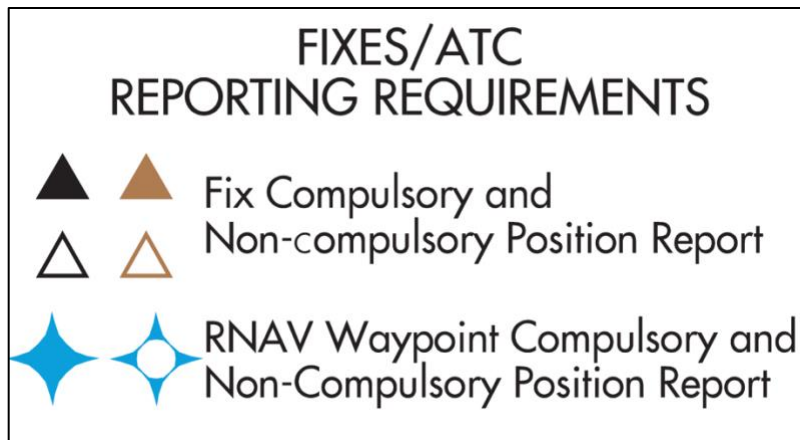 FIXES/ATC
REPORTING REQUIREMENTS
Fix Compulsory and
Non-compulsory Position Report
RNAV Waypoint Compulsory and
Non-Compulsory Position Report